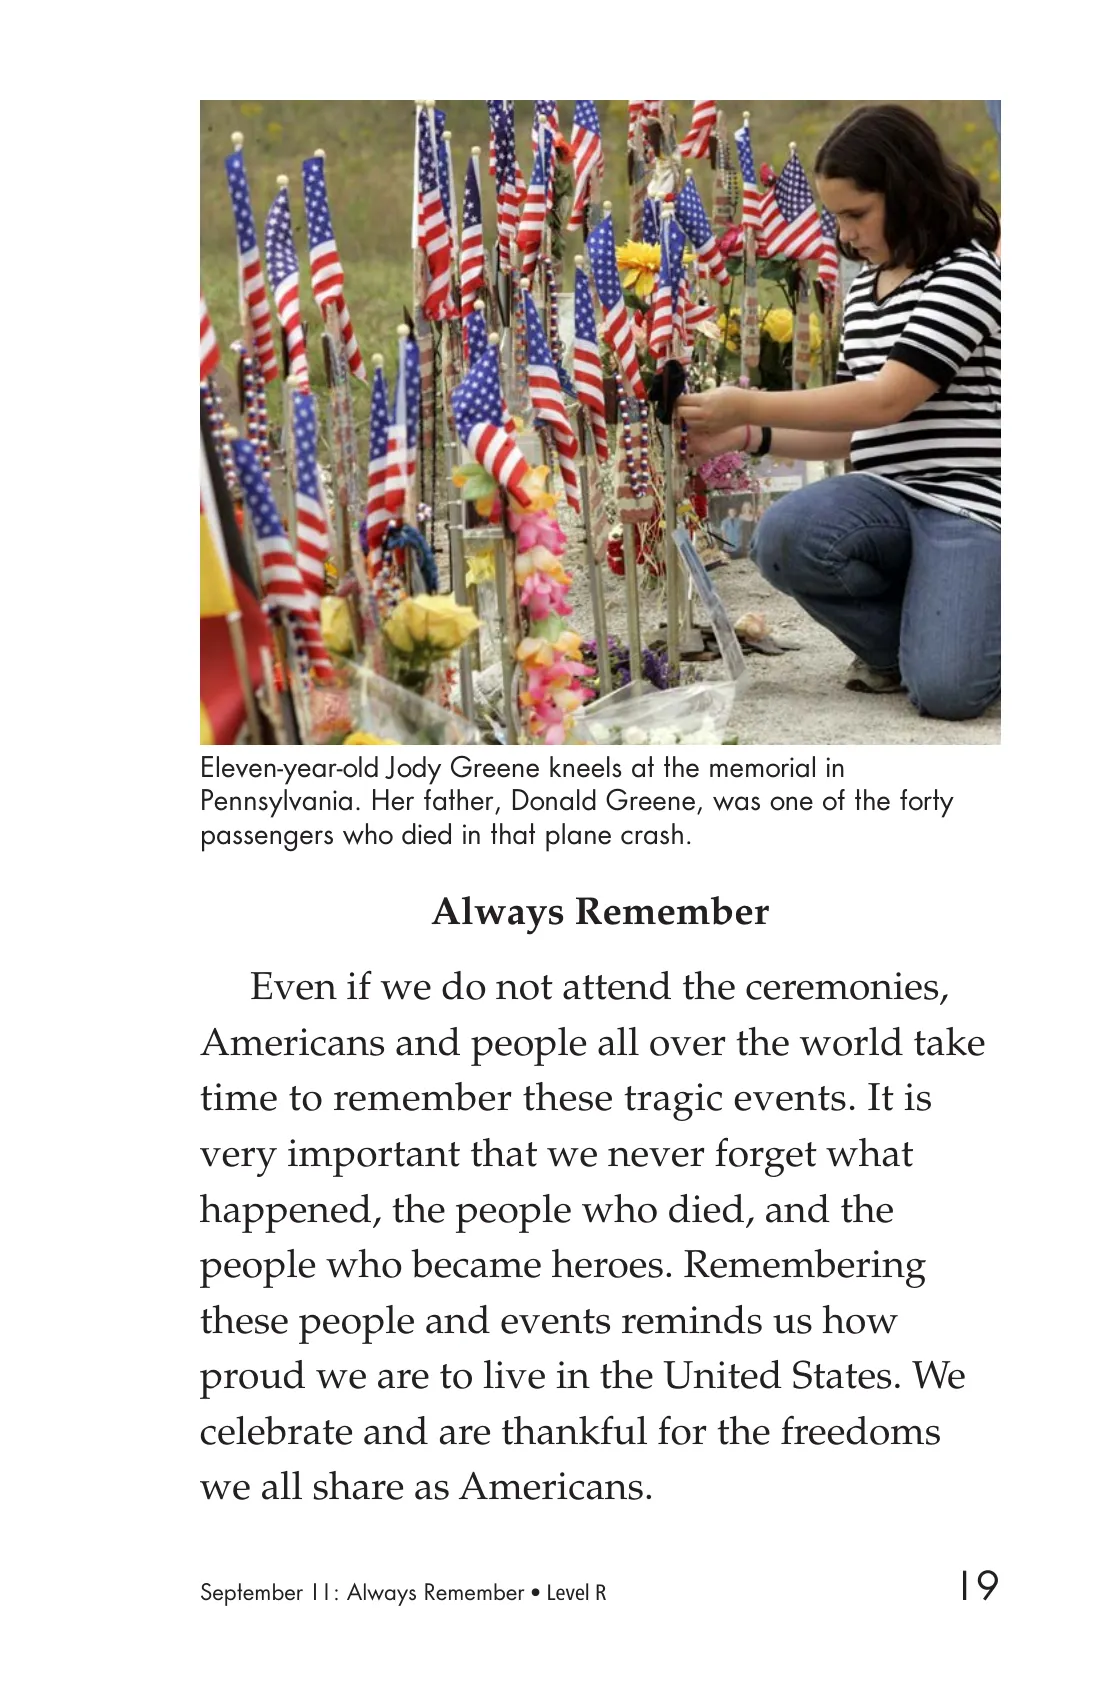 Eleven-year-old Jody Greene kneels at the memorial in
Pennsylvania. Her father, Donald Greene, was one of the forty
passengers who died in that plane crash.
Always Remember
Even if we do not attend the ceremonies,
Americans and people all over the world take
time to remember these tragic events. It is
very important that we never forget what
happened, the people who died, and the
people who became heroes. Remembering
these people and events reminds us how
proud we are to live in the United States. We
celebrate and are thankful for the freedoms
we all share as Americans.
September 11: Always Remember • Level R 19